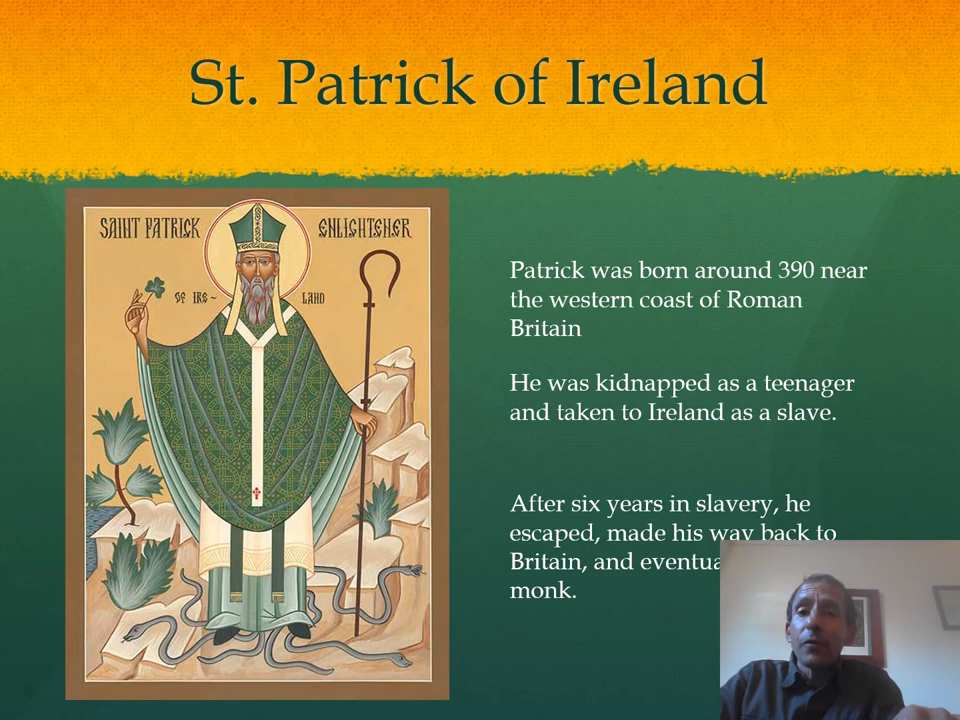 St. Patrick of Ireland
SAINT PATRICK ENLIGHTENER
OF IRE~ LAND
Patrick was born around 390 near
the western coast of Roman
Britain
He was kidnapped as a teenager
and taken to Ireland as a slave.
After six years in slavery, he
escaped, made his way back to
Britain, and
monk.